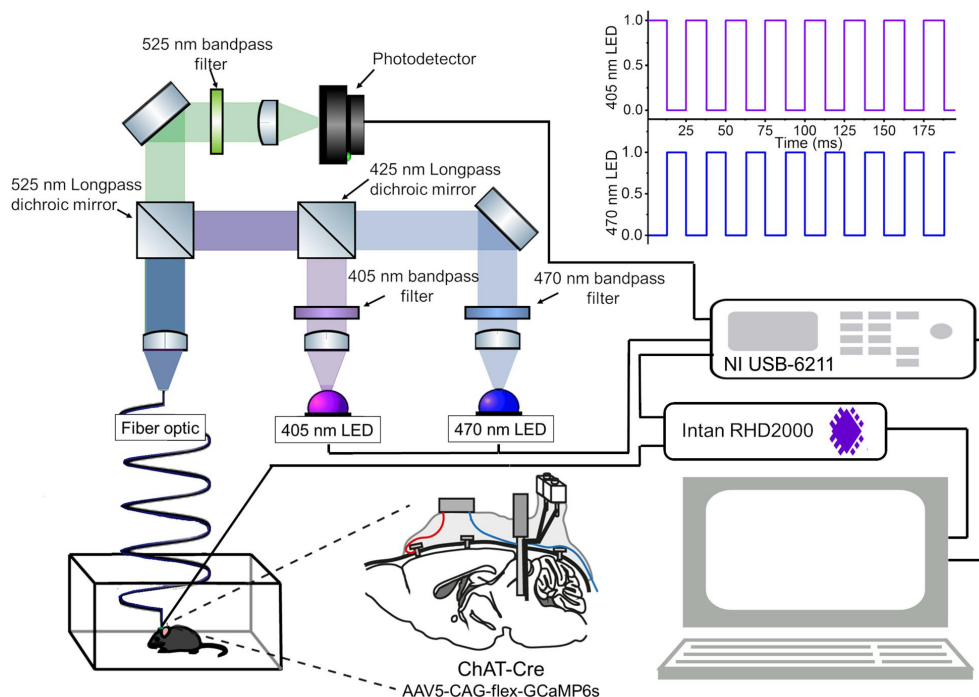 525 nm bandpass
filter
Photodetector
525 nm Longpass
dichroic mirror
425 nm Longpass
dichroic mirror
405 nm bandpass
filter
470 nm bandpass
filter
Fiber optic
405 nm LED
470 nm LED
405 nm LED
1.0
0.5
0.0
25 50 75 100 125 150 175
Time (ms)
470 nm LED
1.0
0.5
0.0
NI USB-6211
Intan RHD2000
ChAT-Cre
AAV5-CAG-flex-GCaMP6s